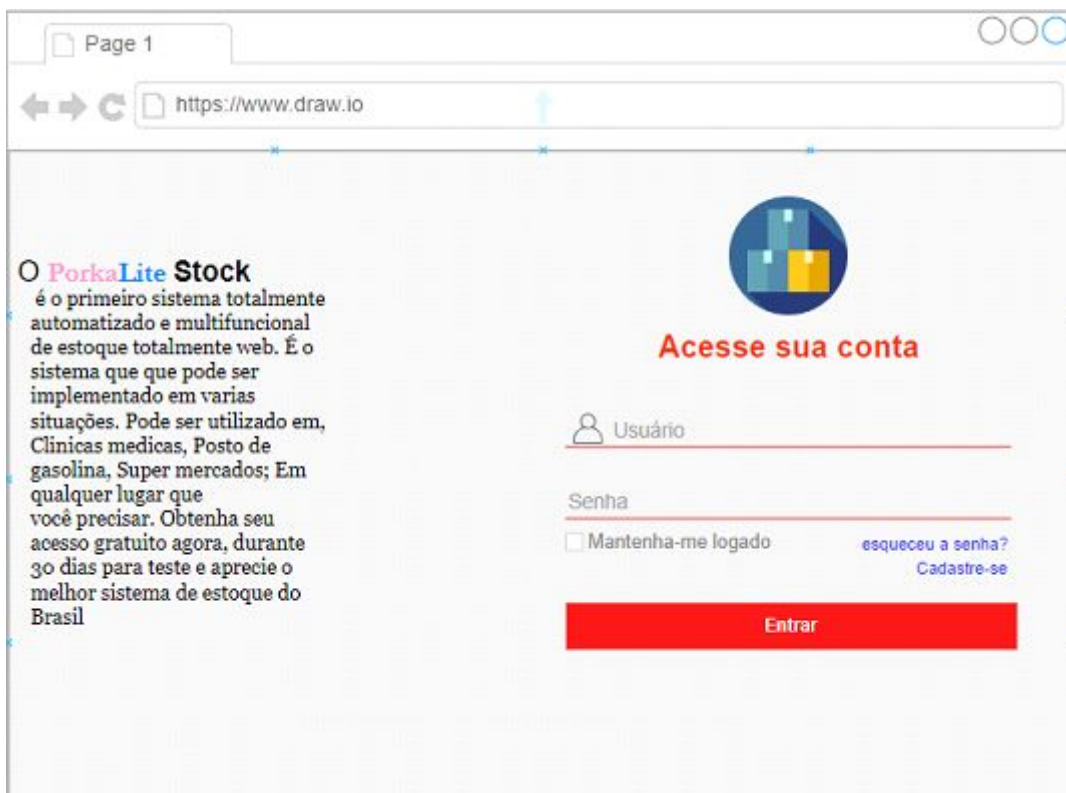 Page 1
https://www.draw.io
O PorkaLite Stock
é o primeiro sistema totalmente
automatizado e multifuncional
de estoque totalmente web. É o
sistema que que pode ser
implementado em varias
situações. Pode ser utilizado em,
Clinicas medicas, Posto de
gasolina, Super mercados; Em
qualquer lugar que
você precisar. Obtenha seu
acesso gratuito agora, durante
30 dias para teste e aprecie o
melhor sistema de estoque do
Brasil
Acesse sua conta
Usuário
Senha
Mantenha-me logado
esqueceu a senha?
Cadastre-se
Entrar